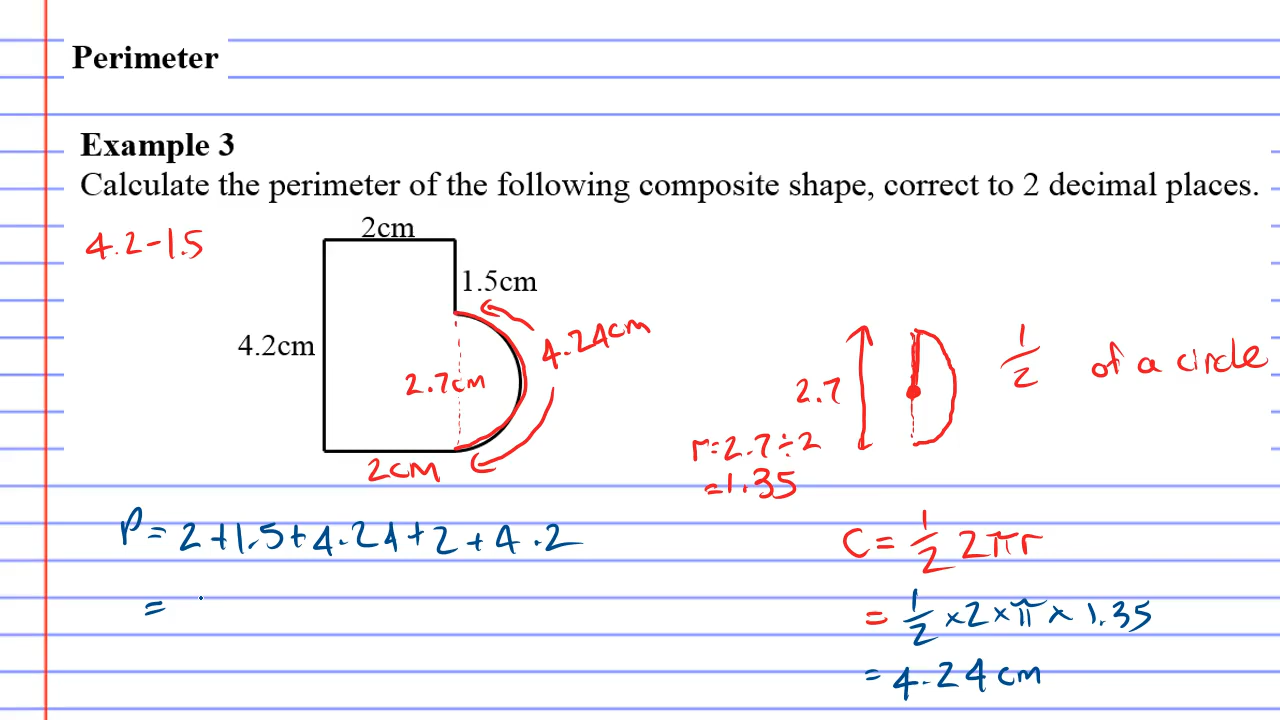 Perimeter
Example 3
Calculate the perimeter of the following composite shape, correct to 2 decimal places.
4.2-1.5
2cm
1.5cm
4.2cm
4.24cm
2.7cm
2cm
2.7
1/2 of a circle
r=2.7÷2
=1.35
P=2+1.5+4.24+2+4.2
=
C=1/2 2πr
=1/2×2×π×1.35
=4.24cm